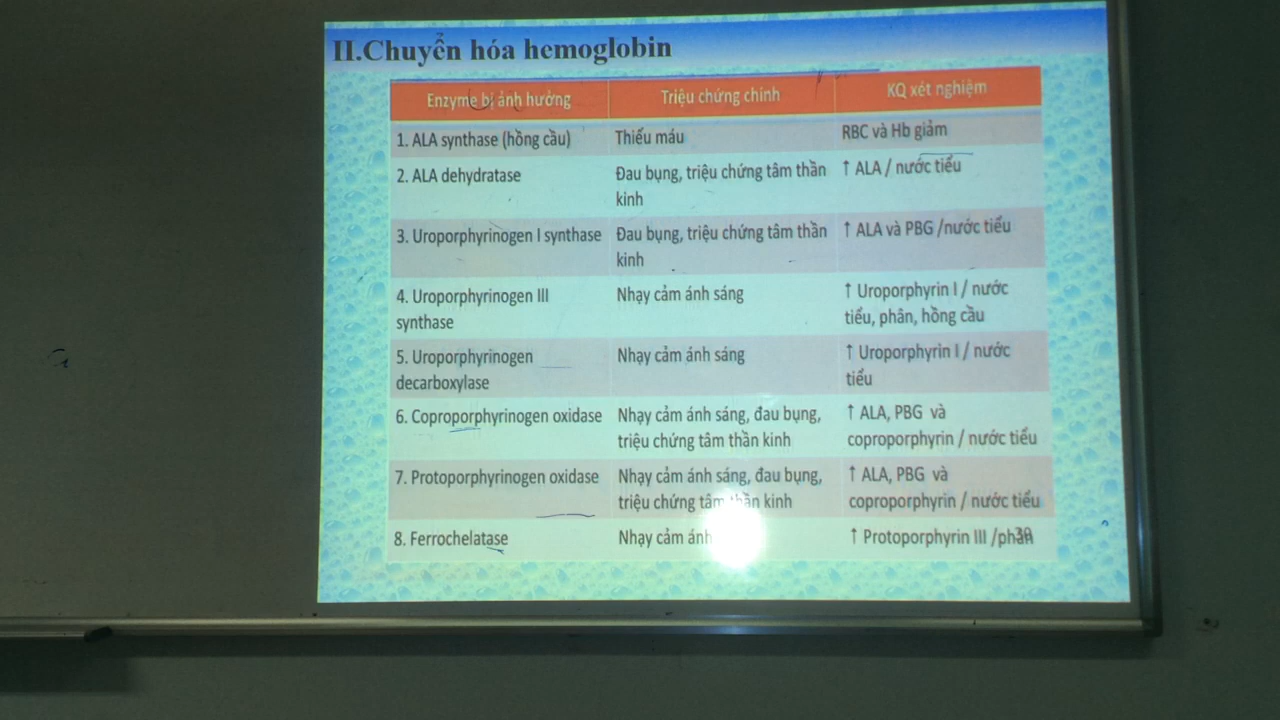 II.Chuyển hóa hemoglobin
Enzyme bị ảnh hưởng Triệu chứng chính KQ xét nghiệm
1. ALA synthase (hồng cầu) Thiếu máu RBC và Hb giảm
2. ALA dehydratase Đau bụng, triệu chứng tâm thần ↑ ALA / nước tiểu
kinh
3. Uroporphyrinogen I synthase Đau bụng, triệu chứng tâm thần ↑ ALA và PBG /nước tiểu
kinh
4. Uroporphyrinogen III Nhạy cảm ánh sáng ↑ Uroporphyrin I / nước
synthase tiểu, phân, hồng cầu
5. Uroporphyrinogen Nhạy cảm ánh sáng ↑ Uroporphyrin I / nước
decarboxylase tiểu
6. Coproporphyrinogen oxidase Nhạy cảm ánh sáng, đau bụng, ↑ ALA, PBG và
triệu chứng tâm thần kinh coproporphyrin / nước tiểu
7. Protoporphyrinogen oxidase Nhạy cảm ánh sáng, đau bụng, ↑ ALA, PBG và
triệu chứng tâm thần kinh coproporphyrin / nước tiểu
8. Ferrochelatase Nhạy cảm ánh ↑ Protoporphyrin III /phân
30